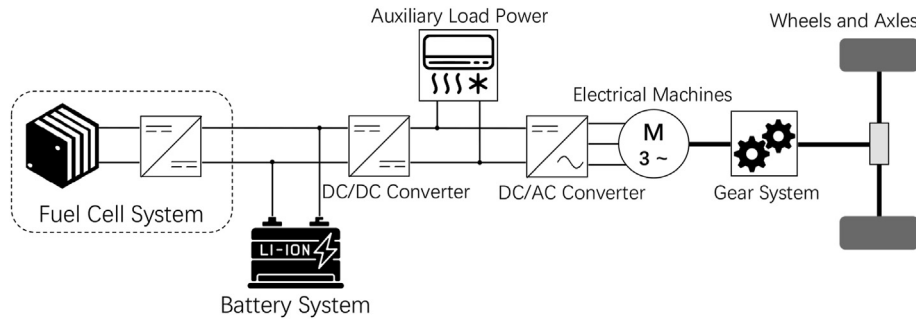 Auxiliary Load Power
Wheels and Axles
Electrical Machines
M
3 ~
DC/DC Converter
DC/AC Converter
Gear System
Fuel Cell System
LI-ION
Battery System